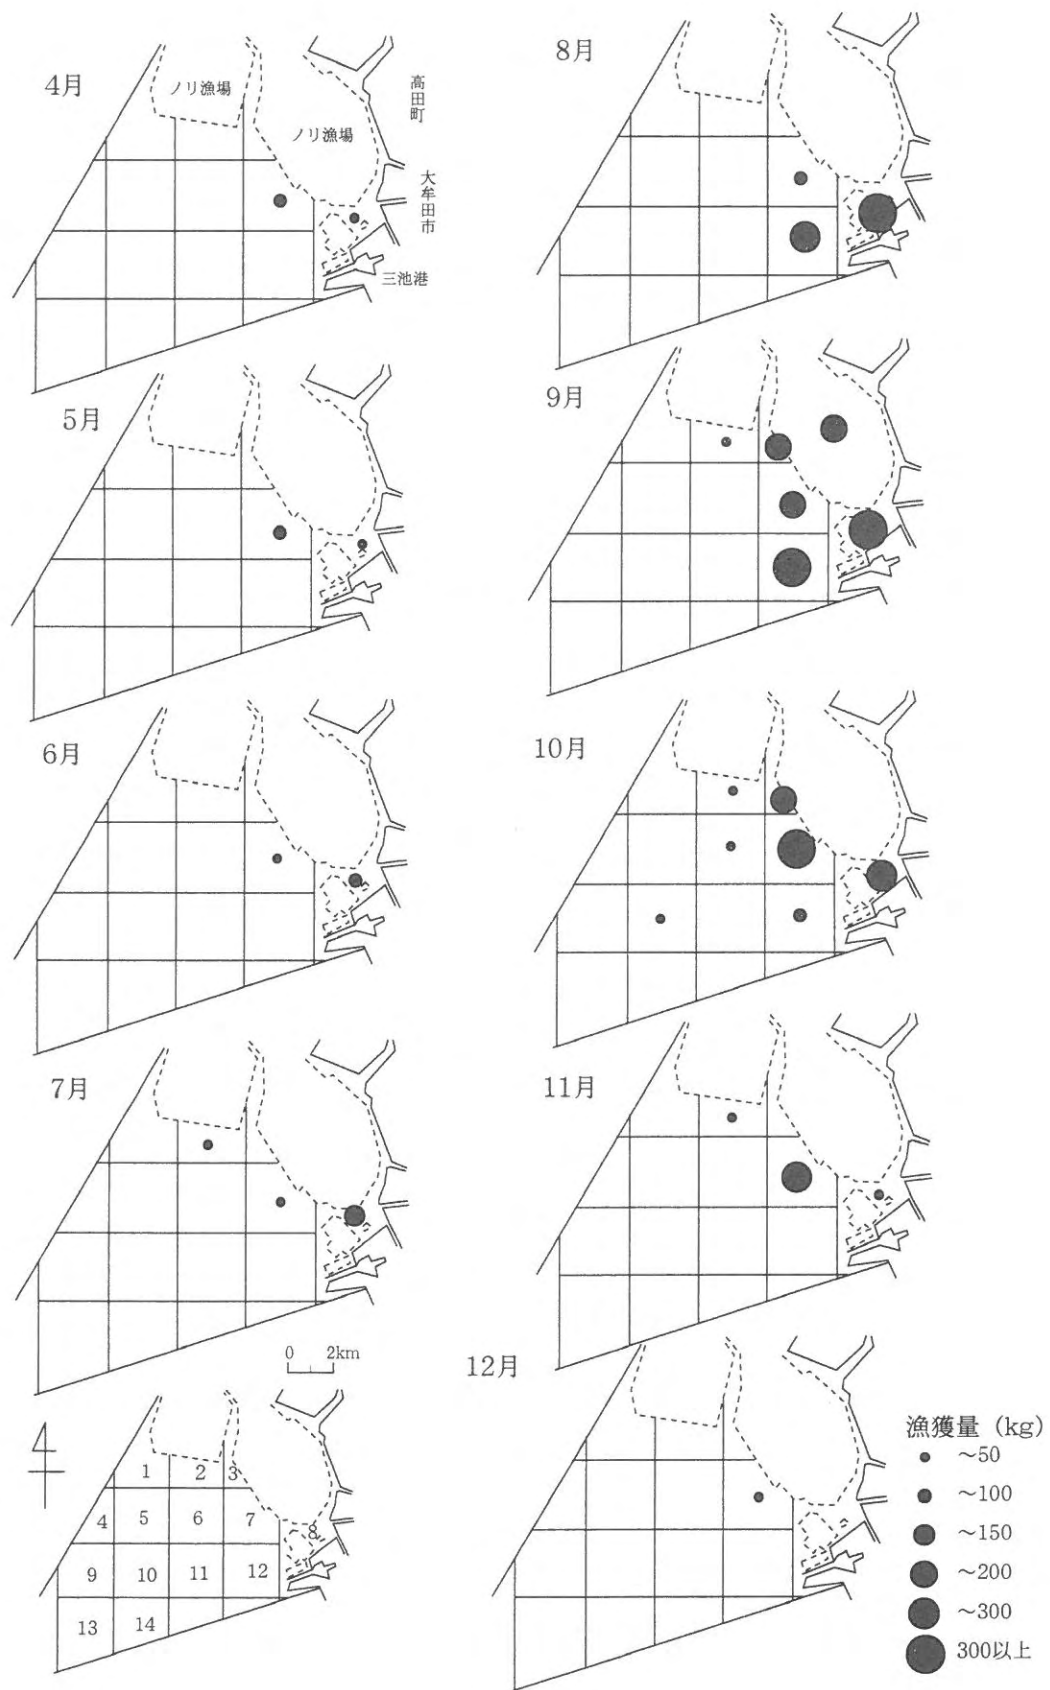 4月
ノリ漁場
ノリ漁場
高田町
大牟田市
三池港
5月
6月
7月
0 2km
1 2 3
4 5 6 7 8
9 10 11 12
13 14
8月
9月
10月
11月
12月
漁獲量 (kg)
～50
～100
～150
～200
～300
300以上